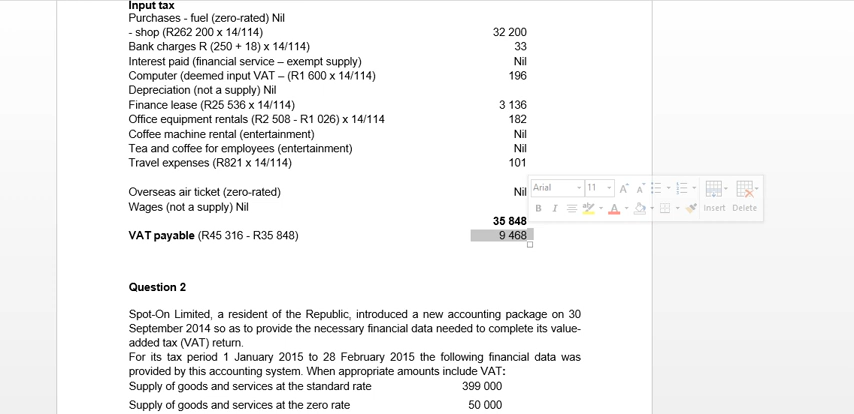 Input tax
Purchases - fuel (zero-rated) Nil
- shop (R262 200 x 14/114) 32 200
Bank charges R (250 + 18) x 14/114) 33
Interest paid (financial service – exempt supply) Nil
Computer (deemed input VAT – (R1 600 x 14/114) 196
Depreciation (not a supply) Nil
Finance lease (R25 536 x 14/114) 3 136
Office equipment rentals (R2 508 - R1 026) x 14/114 182
Coffee machine rental (entertainment) Nil
Tea and coffee for employees (entertainment) Nil
Travel expenses (R821 x 14/114) 101
Overseas air ticket (zero-rated) Nil
Arial 11
Wages (not a supply) Nil
B I Insert Delete
35 848
VAT payable (R45 316 - R35 848) 9 468
Question 2
Spot-On Limited, a resident of the Republic, introduced a new accounting package on 30
September 2014 so as to provide the necessary financial data needed to complete its value-
added tax (VAT) return.
For its tax period 1 January 2015 to 28 February 2015 the following financial data was
provided by this accounting system. When appropriate amounts include VAT:
Supply of goods and services at the standard rate 399 000
Supply of goods and services at the zero rate 50 000